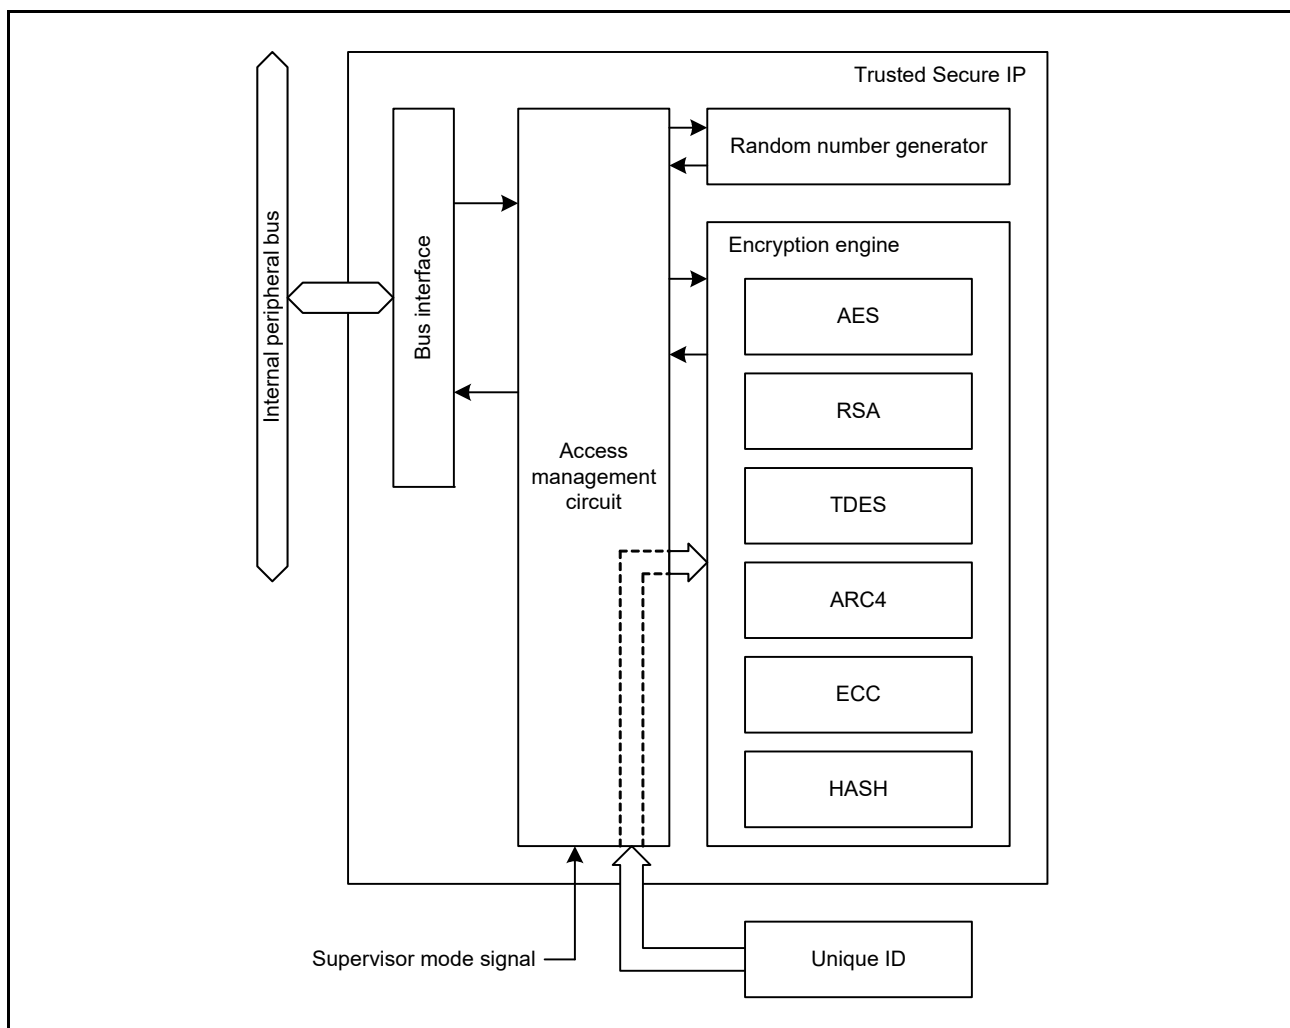 Trusted Secure IP
Internal peripheral bus
Bus interface
Access
management
circuit
Random number generator
Encryption engine
AES
RSA
TDES
ARC4
ECC
HASH
Supervisor mode signal
Unique ID